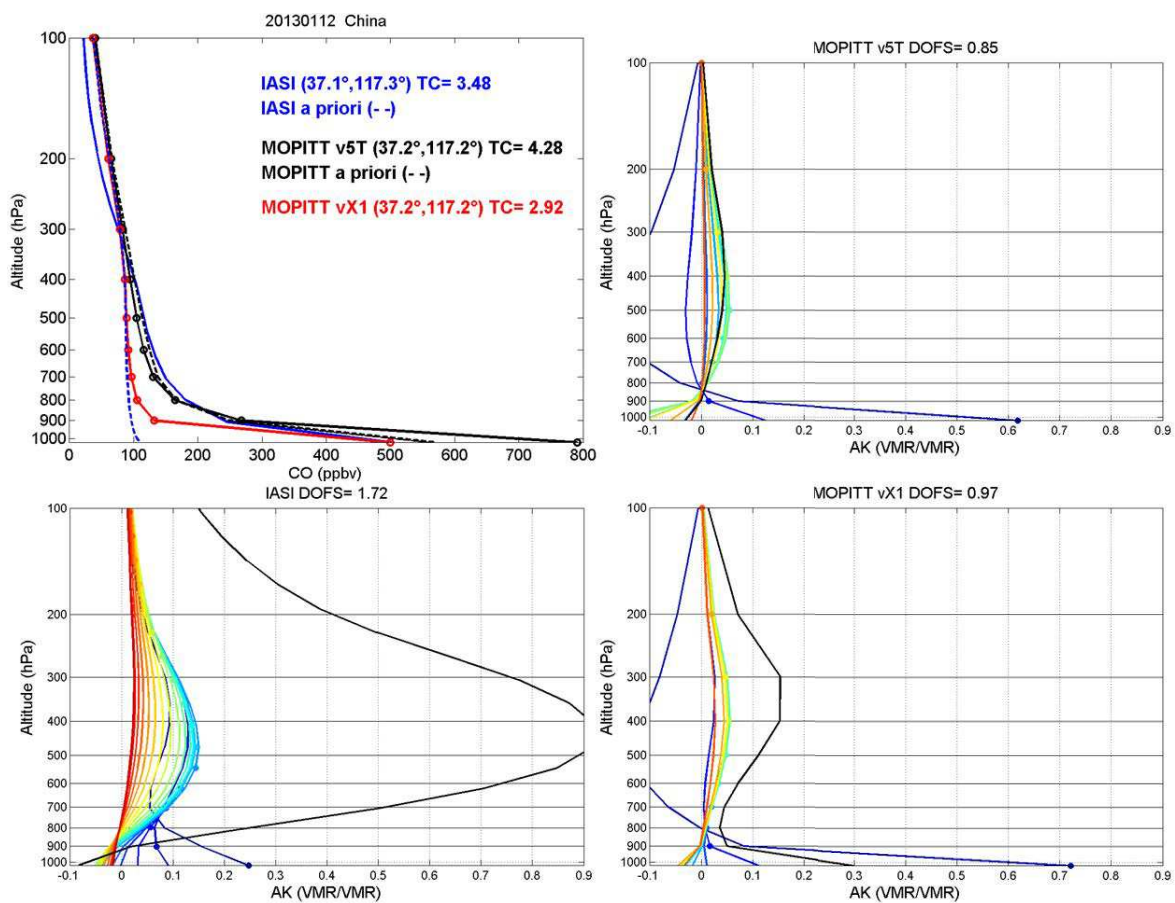 20130112 China
100
200
300
400
500
600
700
800
900
1000
Altitude (hPa)
IASI (37.1°,117.3°) TC= 3.48
IASI a priori (- -)
MOPITT v5T (37.2°,117.2°) TC= 4.28
MOPITT a priori (- -)
MOPITT vX1 (37.2°,117.2°) TC= 2.92
0 100 200 300 400 500 600 700 800
CO (ppbv)
MOPITT v5T DOFS= 0.85
100
200
300
400
500
600
700
800
900
1000
Altitude (hPa)
-0.1 0 0.1 0.2 0.3 0.4 0.5 0.6 0.7 0.8 0.9
AK (VMR/VMR)
IASI DOFS= 1.72
100
200
300
400
500
600
700
800
900
1000
Altitude (hPa)
-0.1 0 0.1 0.2 0.3 0.4 0.5 0.6 0.7 0.8 0.9
AK (VMR/VMR)
MOPITT vX1 DOFS= 0.97
100
200
300
400
500
600
700
800
900
1000
Altitude (hPa)
-0.1 0 0.1 0.2 0.3 0.4 0.5 0.6 0.7 0.8 0.9
AK (VMR/VMR)